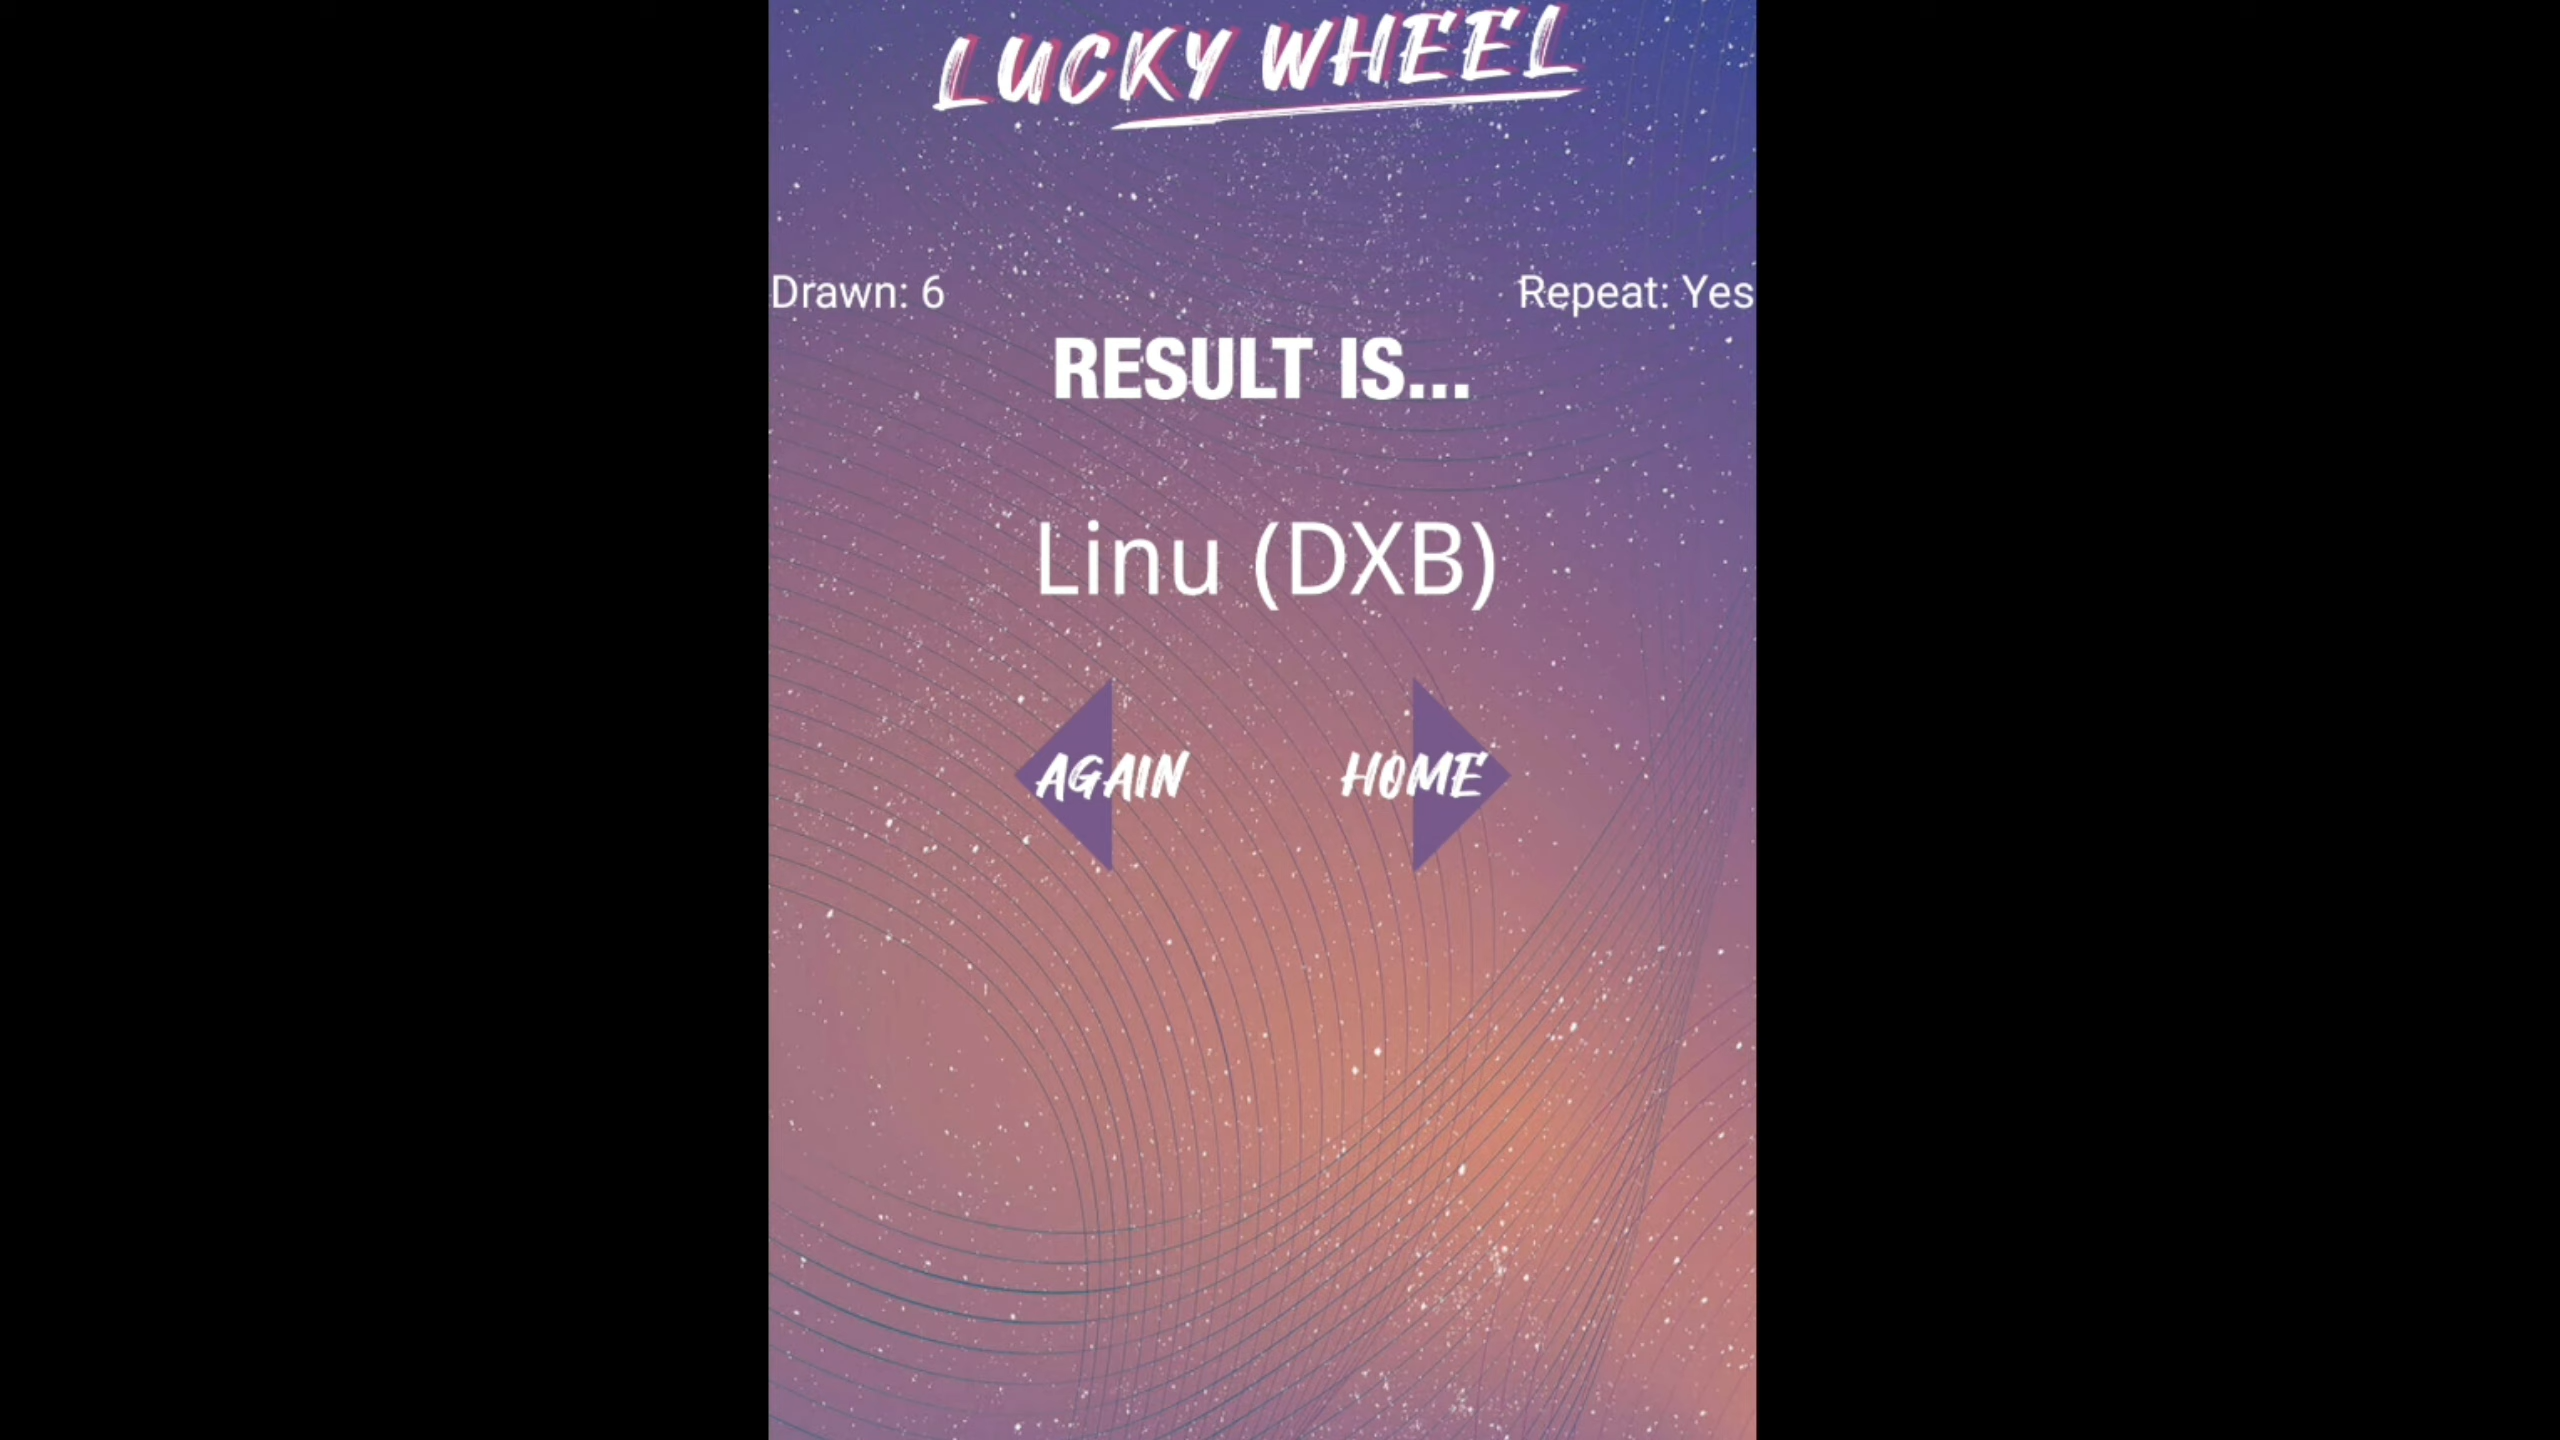 LUCKY WHEEL
Drawn: 6
Repeat: Yes
RESULT IS...
Linu (DXB)
AGAIN
HOME